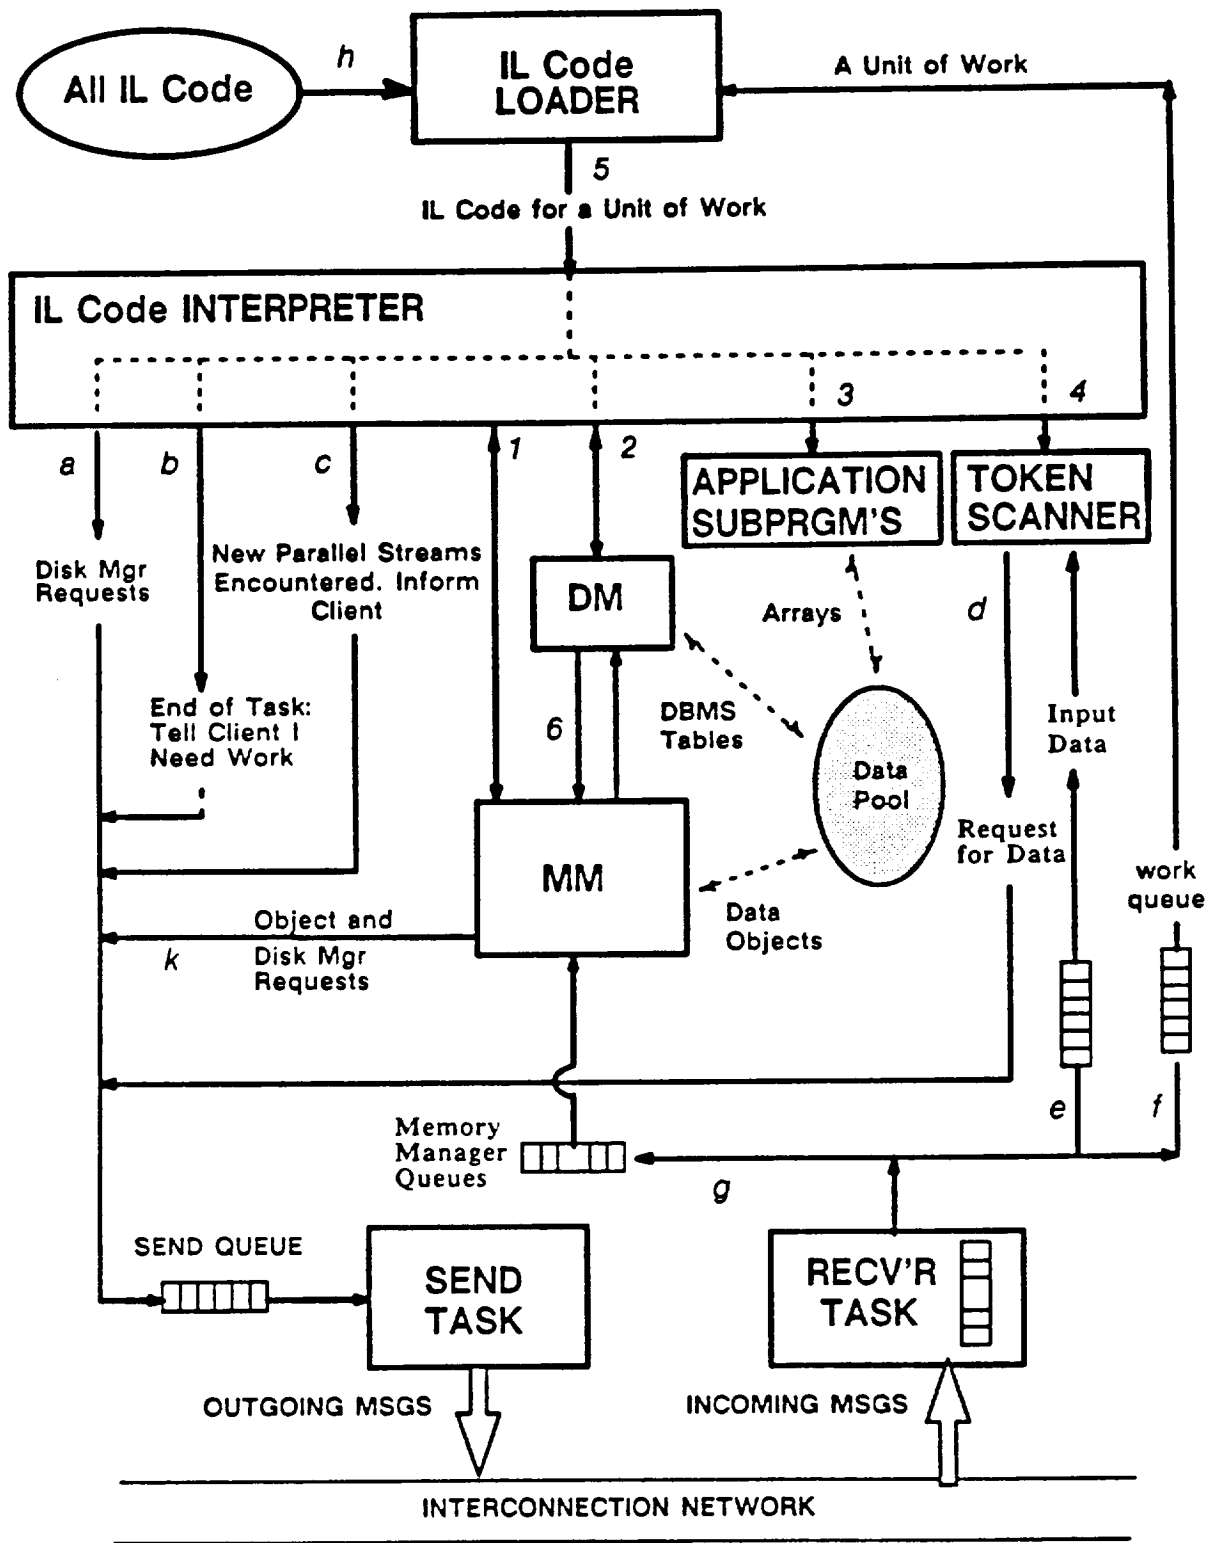 h
All IL Code
IL Code
LOADER
A Unit of Work
5
IL Code for a Unit of Work
IL Code INTERPRETER
3
4
a
b
c
1
2
APPLICATION
SUBPRGM'S
TOKEN
SCANNER
Disk Mgr
Requests
New Parallel Streams
Encountered. Inform
Client
DM
Arrays
d
End of Task:
Tell Client I
Need Work
6
DBMS
Tables
Input
Data
Data
Pool
Request
for Data
MM
work
queue
Object and
Disk Mgr
Requests
k
Data
Objects
e
f
Memory
Manager
Queues
g
SEND QUEUE
SEND
TASK
RECV'R
TASK
OUTGOING MSGS
INCOMING MSGS
INTERCONNECTION NETWORK